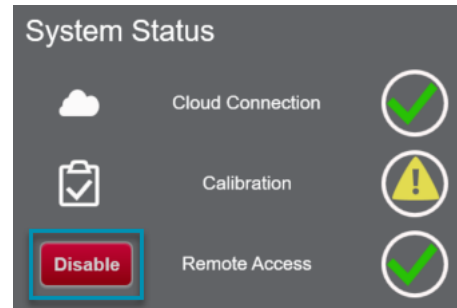 System Status
Cloud Connection
Calibration
Disable Remote Access